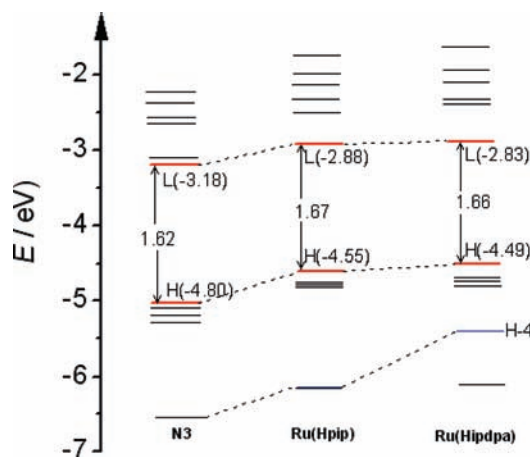 E / eV
-2
-3
-4
-5
-6
-7
L(-3.18)
L(-2.88)
L(-2.83)
1.62
1.67
1.66
H(-4.80)
H(-4.55)
H(-4.49)
H-4
N3
Ru(Hpip)
Ru(Hipdpa)